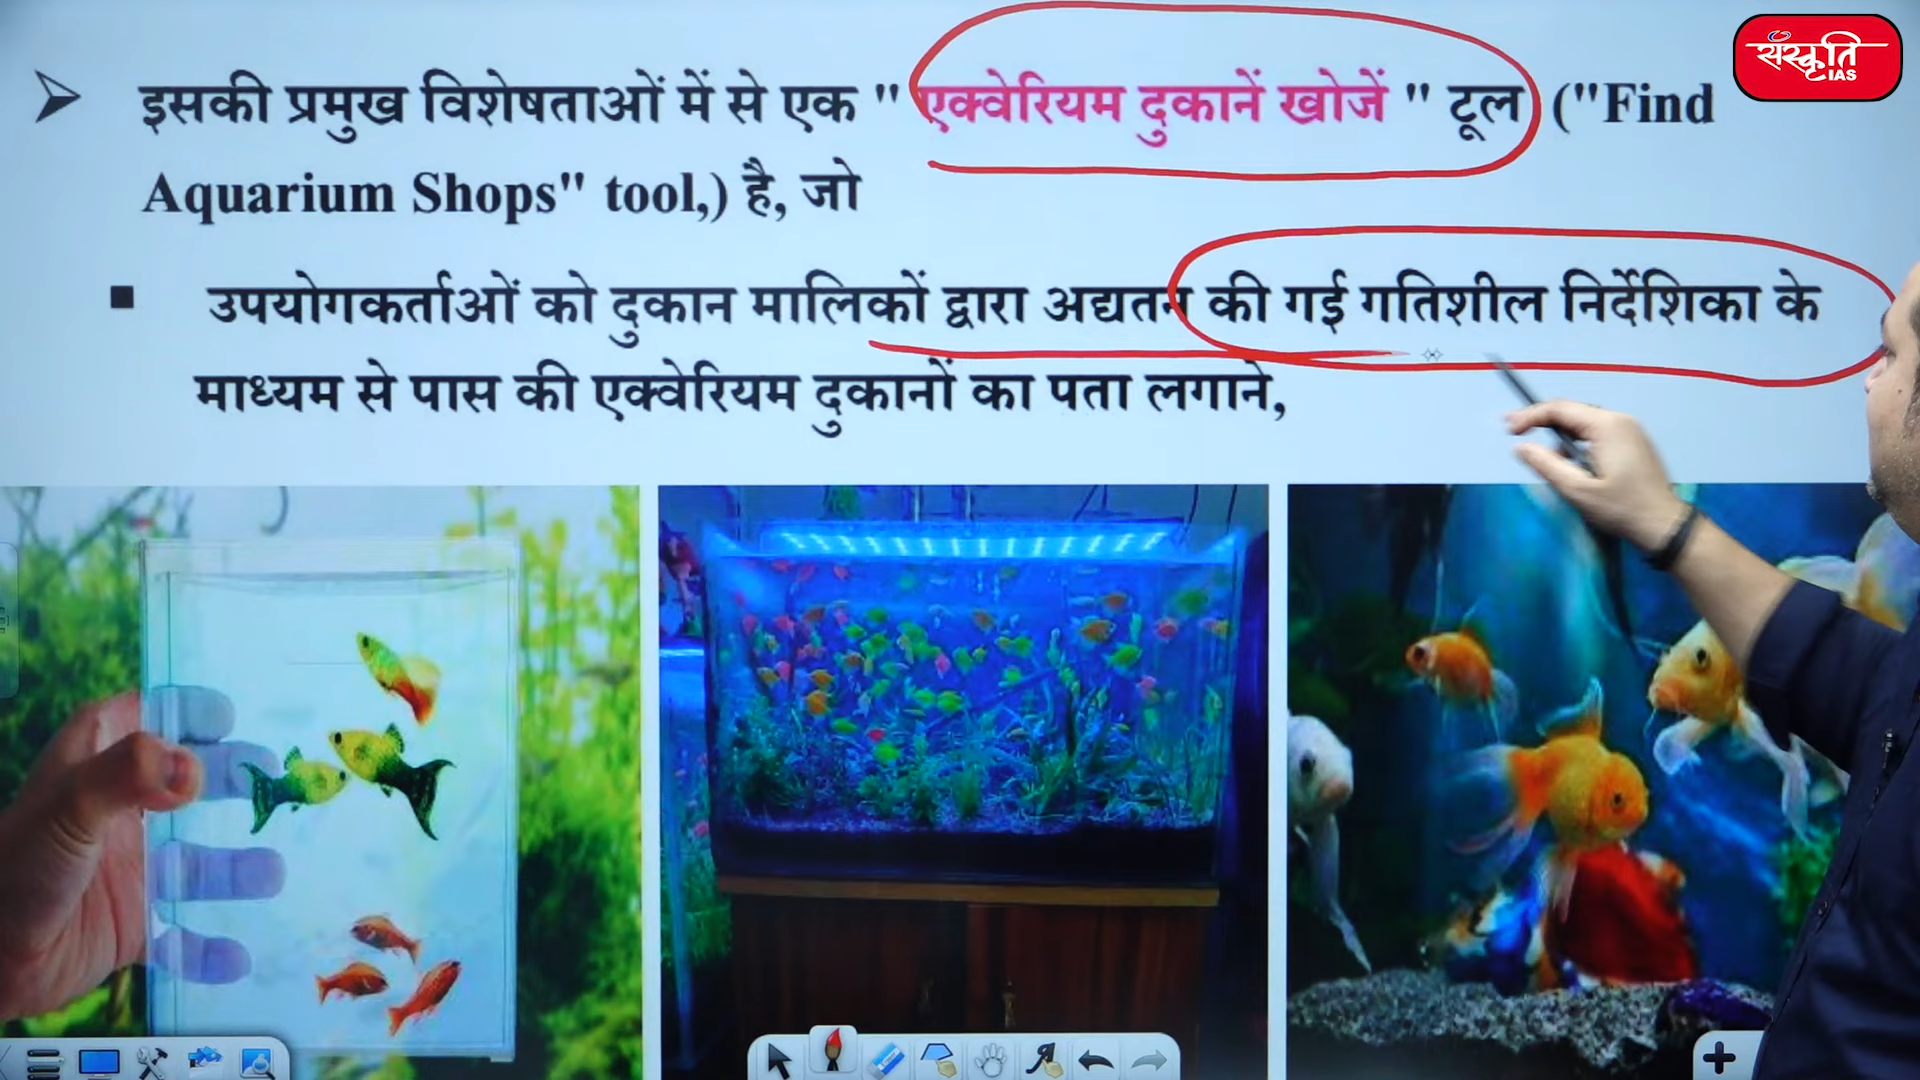 इसकी प्रमुख विशेषताओं में से एक " एक्वेरियम दुकानें खोजें " टूल ("Find
Aquarium Shops" tool,) है, जो
उपयोगकर्ताओं को दुकान मालिकों द्वारा अद्यतन की गई गतिशील निर्देशिका के
माध्यम से पास की एक्वेरियम दुकानों का पता लगाने,
संस्कृति
IAS